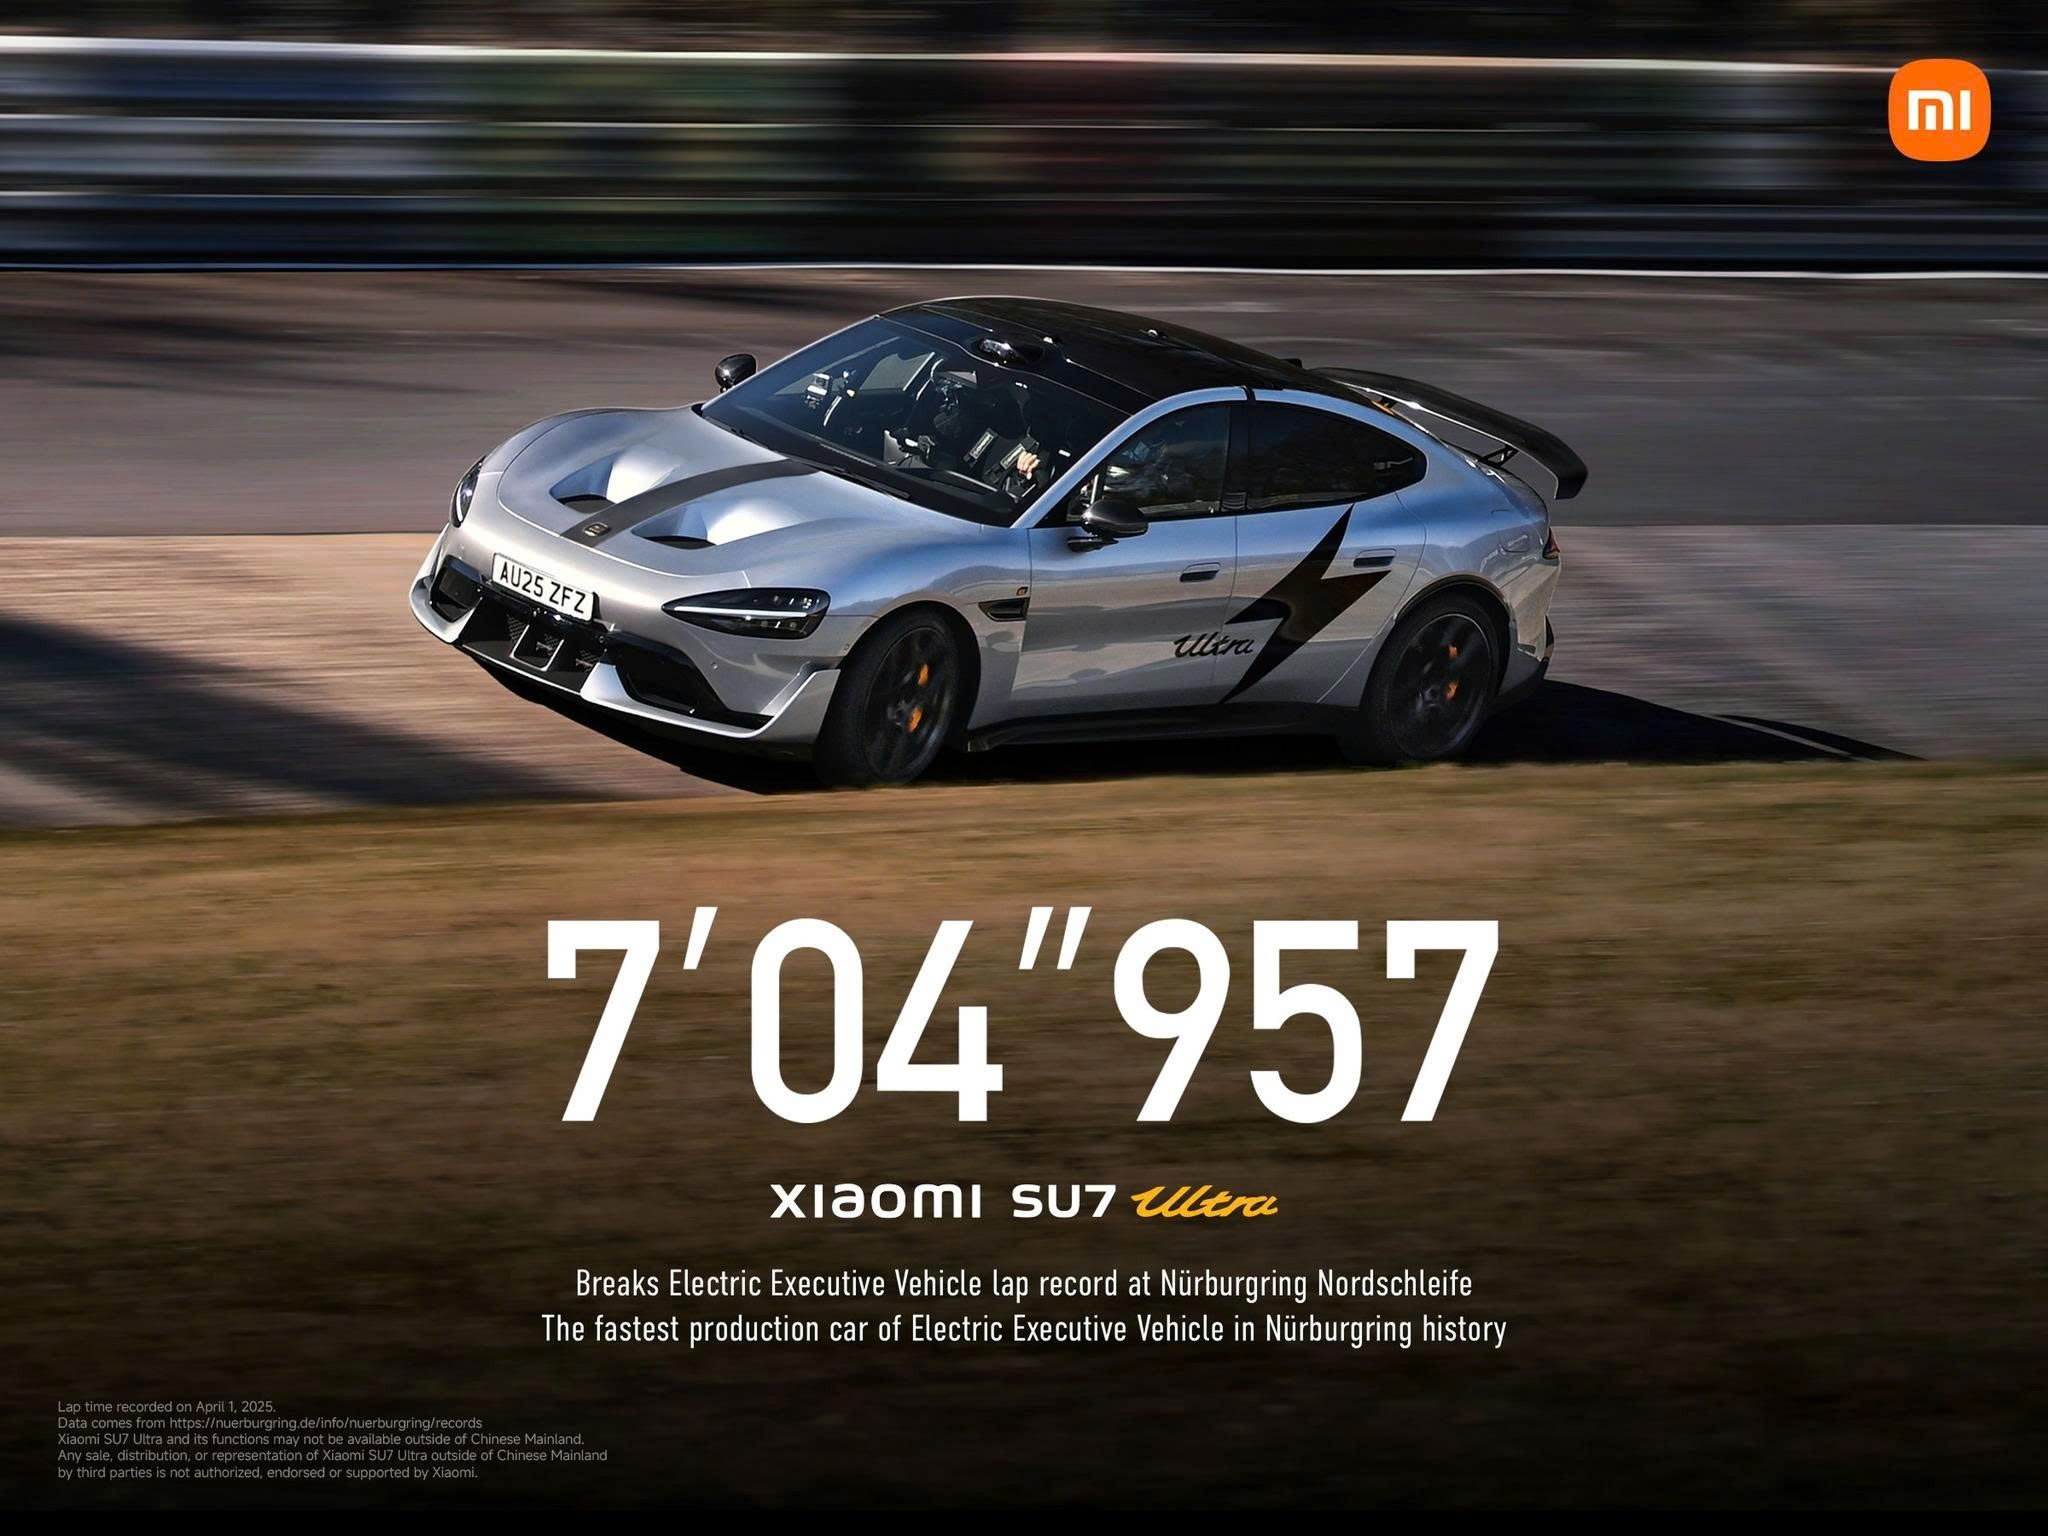 mi
AU25 ZFZ
Ultra
7’04”957
xiaomi SU7 Ultra
Breaks Electric Executive Vehicle lap record at Nürburgring Nordschleife
The fastest production car of Electric Executive Vehicle in Nürburgring history
Lap time recorded on April 1, 2025.
Data comes from https://nuerburgring.de/info/nuerburgring/records
Xiaomi SU7 Ultra and its functions may not be available outside of Chinese Mainland.
Any sale, distribution, or representation of Xiaomi SU7 Ultra outside of Chinese Mainland
by third parties is not authorized, endorsed or supported by Xiaomi.